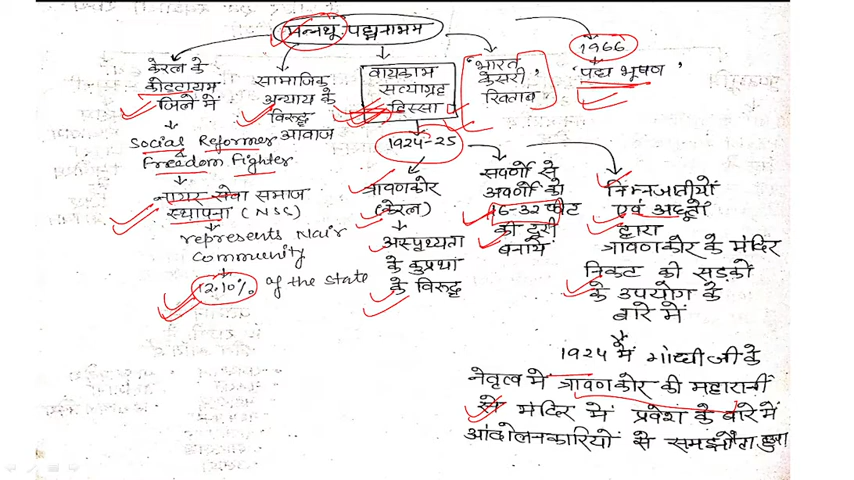 मन्नथू पद्मनाभम
केरल के
कोट्टायम
जिले में
Social Reformer
Freedom Fighter
नायर सेवा समाज
स्थापना (NSC)
represents Nair
community
12.10% of the state
सामाजिक
अन्याय के
विरुद्ध
आवाज
वायकाम
सत्याग्रह
हिस्सा
1924-25
त्रावणकोर
(केरल)
अस्पृश्यता
के कुप्रथा
के विरुद्ध
सवर्णो से
अवर्णो को
16-32 फीट
की दूरी
बनाये
निम्नजातीयों
एवं अछूतों
द्वारा
त्रावणकोर के मंदिर
निकट की सड़कों
के उपयोग के
बारे में
1924 में गांधी जी के
नेतृत्व में त्रावणकोर की महारानी
से मंदिर में प्रवेश के बारे में
आंदोलनकारियों से समझौता हुआ
'भारत
केसरी'
खिताब
1966
'पद्म भूषण'